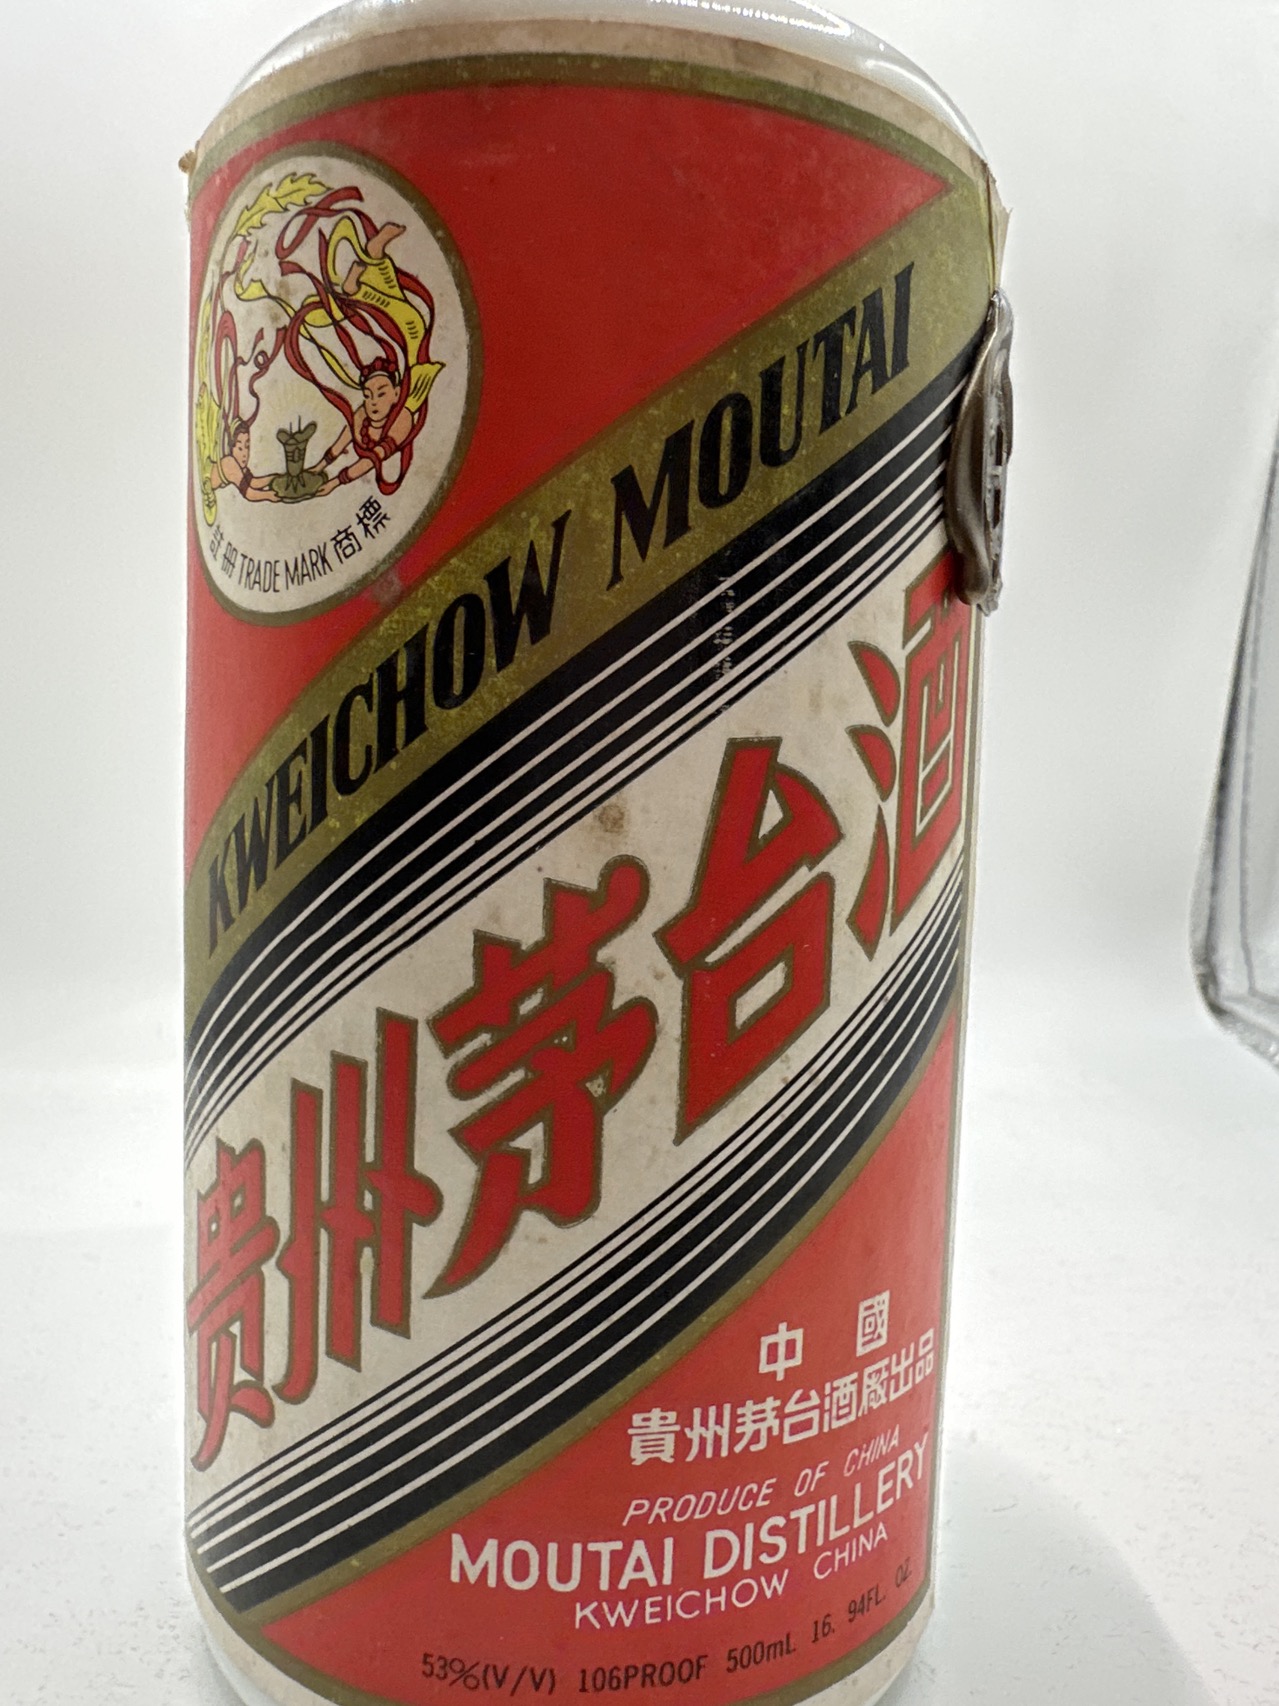 註册 TRADE MARK 商標
KWEICHOW MOUTAI
贵州茅台酒
中國
貴州茅台酒廠出品
PRODUCE OF CHINA
MOUTAI DISTILLERY
KWEICHOW CHINA
53%(V/V) 106PROOF 500mL 16. 94FL. OZ